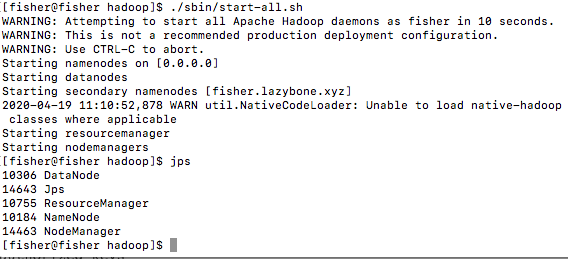 [[fisher@fisher hadoop]$ ./sbin/start-all.sh
WARNING: Attempting to start all Apache Hadoop daemons as fisher in 10 seconds.
WARNING: This is not a recommended production deployment configuration.
WARNING: Use CTRL-C to abort.
Starting namenodes on [0.0.0.0]
Starting datanodes
Starting secondary namenodes [fisher.lazybone.xyz]
2020-04-19 11:10:52,878 WARN util.NativeCodeLoader: Unable to load native-hadoop
 classes where applicable
Starting resourcemanager
Starting nodemanagers
[[fisher@fisher hadoop]$ jps
10306 DataNode
14643 Jps
10755 ResourceManager
10184 NameNode
14463 NodeManager
[fisher@fisher hadoop]$